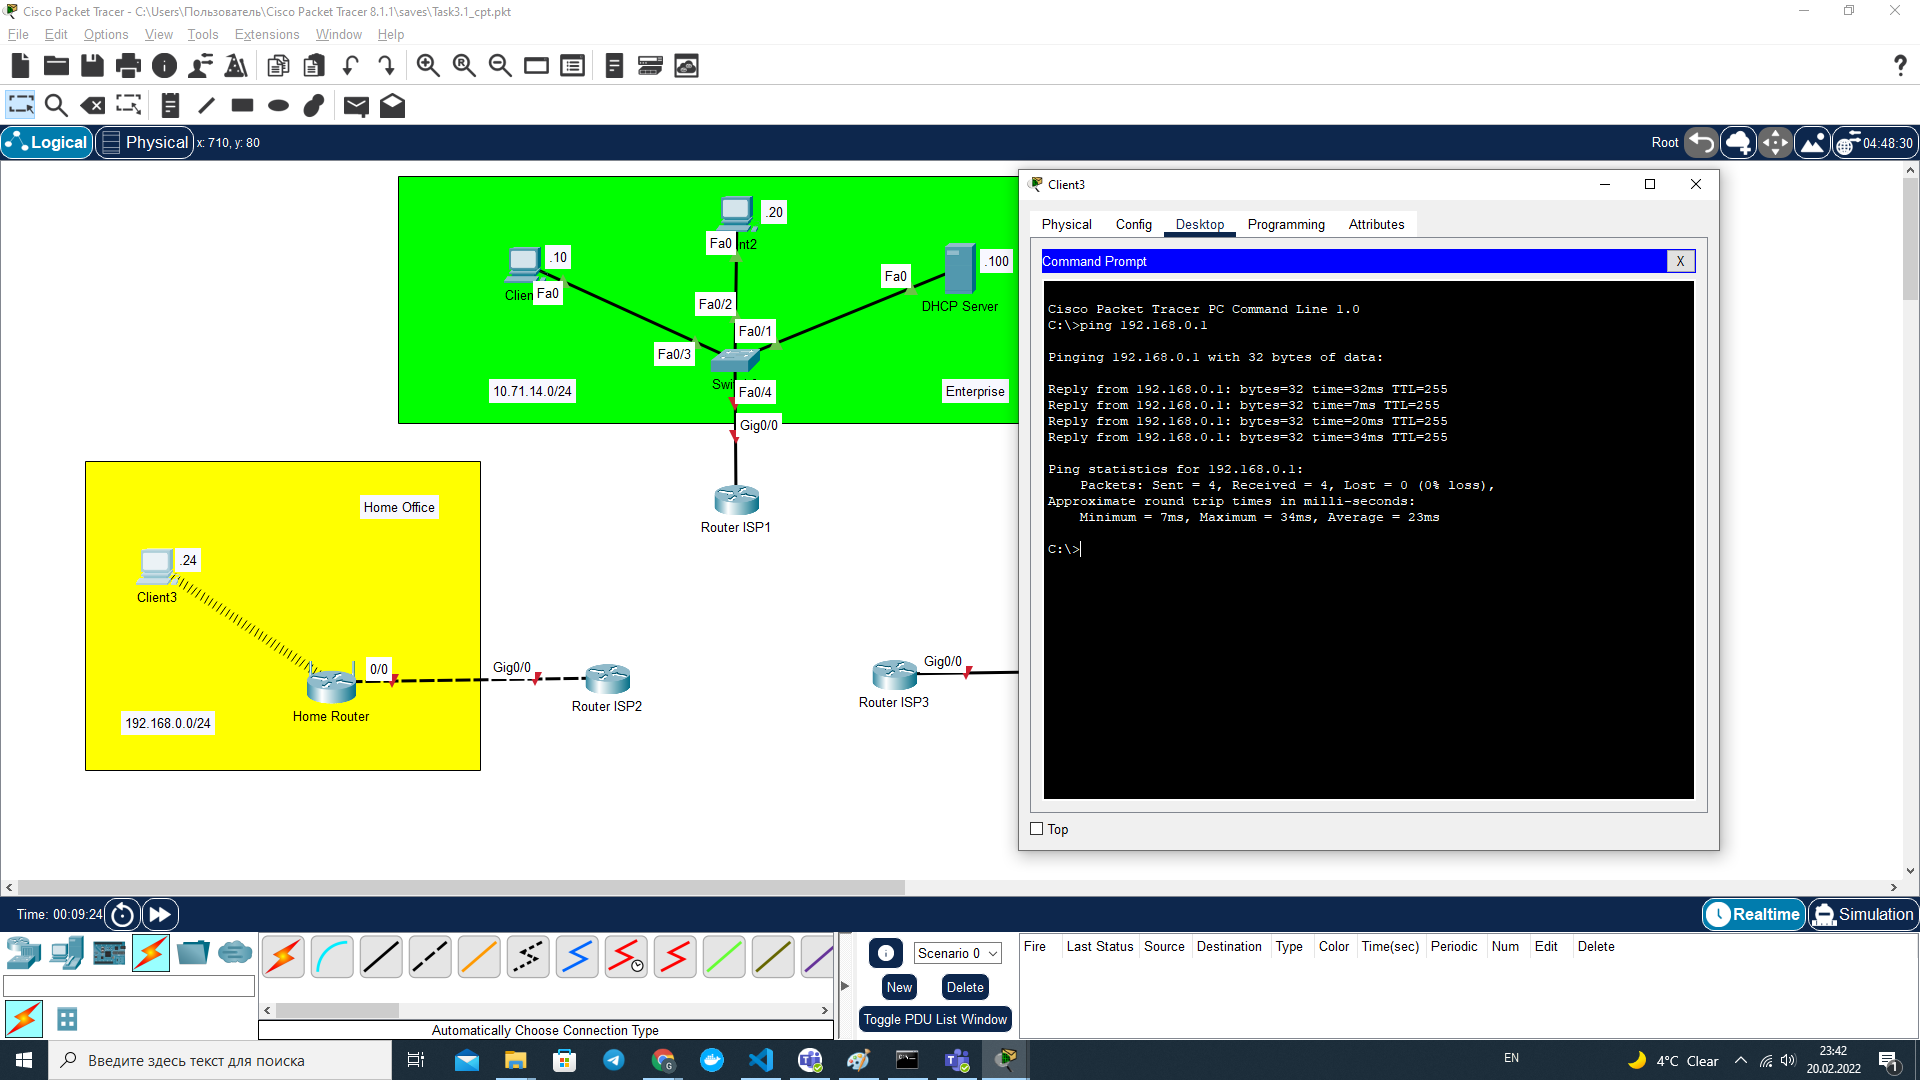 Cisco Packet Tracer - C:\Users\Пользователь\Cisco Packet Tracer 8.1.1\saves\Task3.1_cpt.pkt
File Edit Options View Tools Extensions Window Help
Logical Physical x: 710, y: 80
Root 04:48:30
.20
Fa0 nt2
.10
Clien Fa0
Fa0 .100
DHCP Server
Fa0/2
Fa0/1
Fa0/3
Swi Fa0/4
10.71.14.0/24
Enterprise
Gig0/0
Router ISP1
Home Office
.24
Client3
0/0
Home Router
192.168.0.0/24
Gig0/0
Router ISP2
Gig0/0
Router ISP3
Client3
Physical Config Desktop Programming Attributes
Command Prompt X
Cisco Packet Tracer PC Command Line 1.0
C:\>ping 192.168.0.1
Pinging 192.168.0.1 with 32 bytes of data:
Reply from 192.168.0.1: bytes=32 time=32ms TTL=255
Reply from 192.168.0.1: bytes=32 time=7ms TTL=255
Reply from 192.168.0.1: bytes=32 time=20ms TTL=255
Reply from 192.168.0.1: bytes=32 time=34ms TTL=255
Ping statistics for 192.168.0.1:
Packets: Sent = 4, Received = 4, Lost = 0 (0% loss),
Approximate round trip times in milli-seconds:
Minimum = 7ms, Maximum = 34ms, Average = 23ms
C:\>
Top
Time: 00:09:24
Realtime Simulation
Scenario 0
New Delete
Toggle PDU List Window
Fire Last Status Source Destination Type Color Time(sec) Periodic Num Edit Delete
Automatically Choose Connection Type
Введите здесь текст для поиска
EN
4°C Clear
23:42
20.02.2022
1